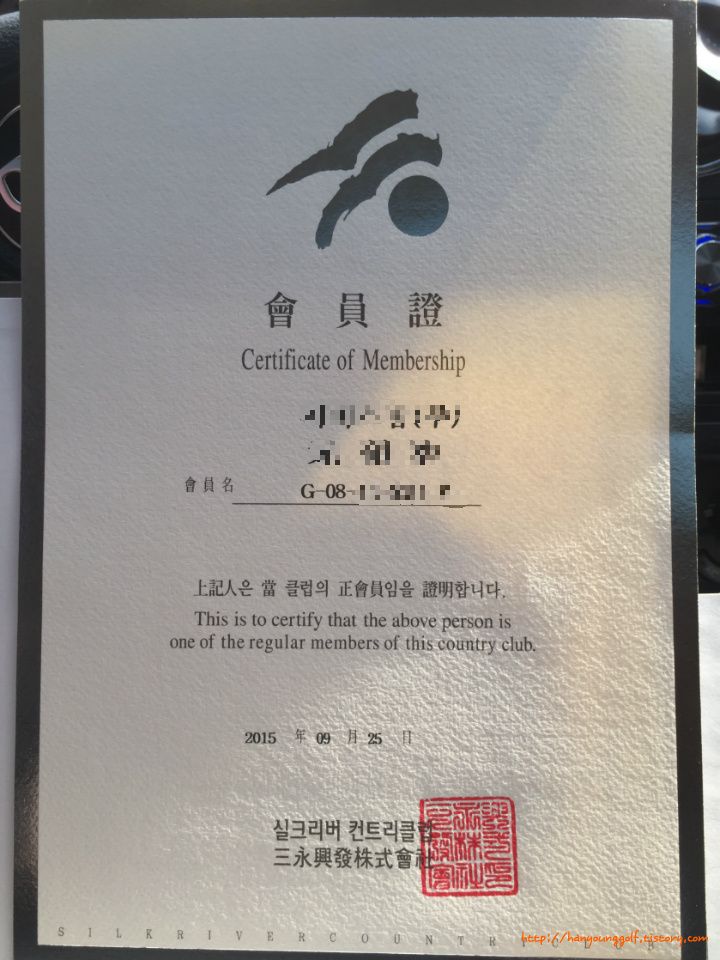 會員證
Certificate of Membership
會員名
G-08-
上記人은 當 클럽의 正會員임을 證明합니다.
This is to certify that the above person is
one of the regular members of this country club.
2015 年 09 月 25 日
실크리버 컨트리클럽
三永興發株式會社
SILKRIVERCOUNTRYCLUB
http://hanyounggolf.tistory.com